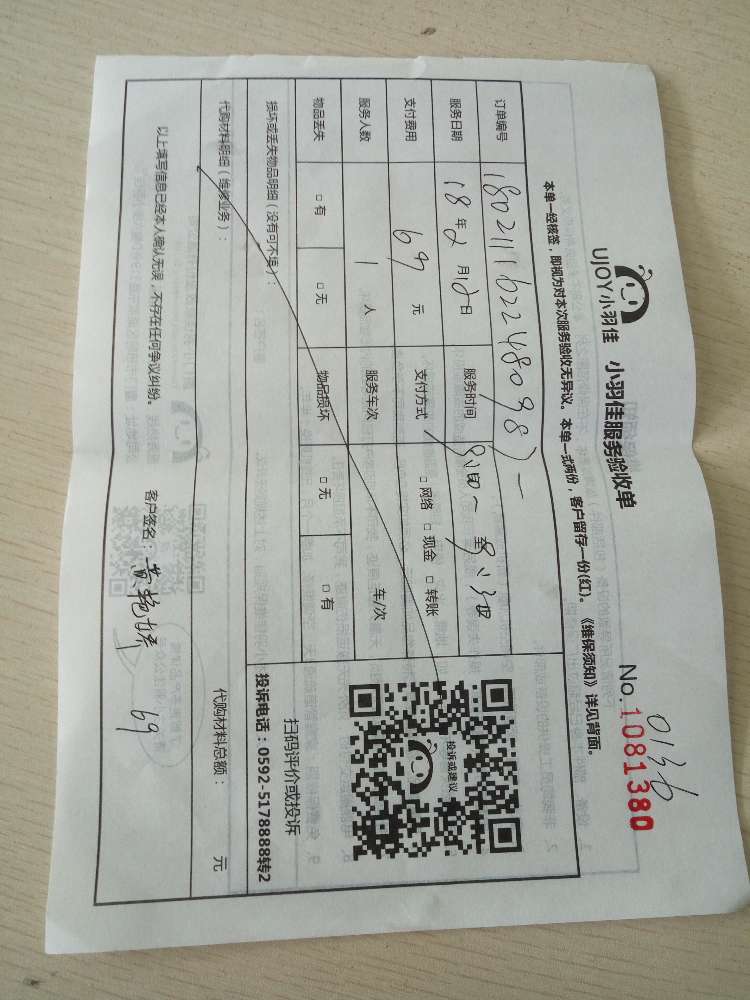 UJOY小羽佳 小羽佳服务验收单
No.1081380
0136
本单一经核签，即视为对本次服务验收无异议。本单一式两份，客户留存一份(红)。《维保须知》详见背面。
订单编号
服务日期 18年2月12日 服务时间 至
支付费用 69元 支付方式 □网络 □现金 □转账
服务人数 1人 服务车次 车/次
物品丢失 □有 □无 物品损坏 □无 □有
投诉或建议
扫码评价或投诉
投诉电话：0592-5178888转2
损坏或丢失物品明细（没有可不填）：
代购材料明细（维修业务）： 代购材料总额： 元
以上填写信息已经本人确认无误，不存在任何争议纠纷。 客户签名： 69